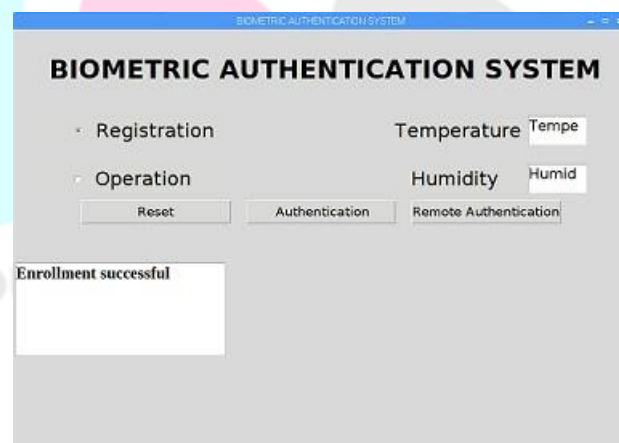 BIOMETRIC AUTHENTICATION SYSTEM
BIOMETRIC AUTHENTICATION SYSTEM
Registration Temperature Tempe
Operation Humidity Humid
Reset Authentication Remote Authentication
Enrollment successful